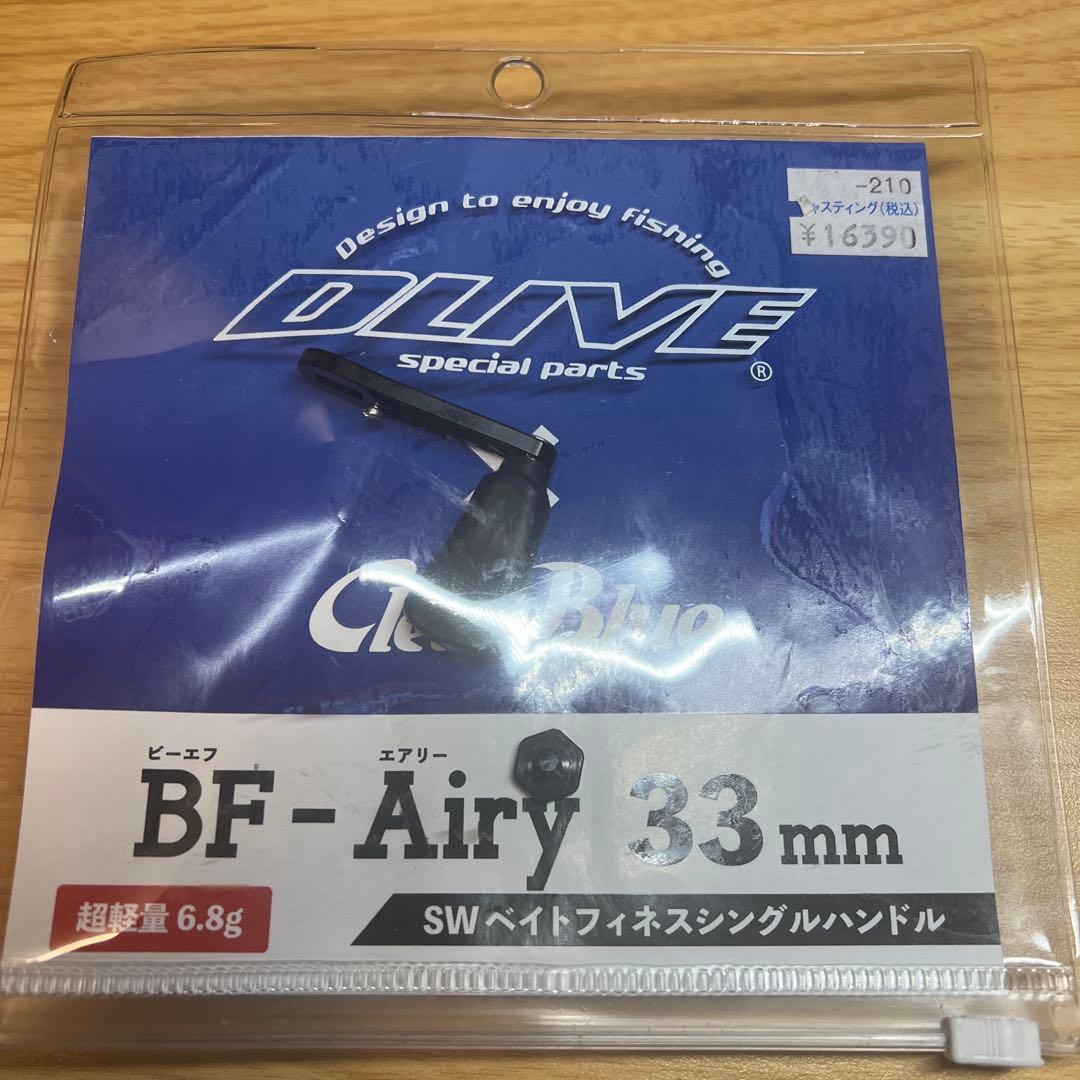 -210
ャスティング(税込)
¥16390
Design to enjoy fishing
DLIVE
special parts
®
Blue
ビーエフ エアリー
BF-Airy 33mm
超軽量 6.8g
SWベイトフィネスシングルハンドル